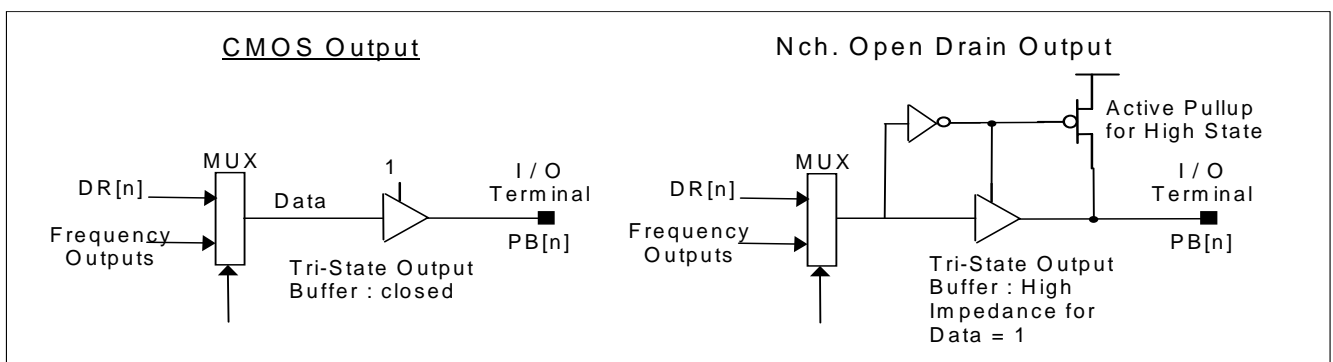 CMOS Output
MUX
1
I / O
Terminal
DR[n]
Data
Frequency
Outputs
PB[n]
Tri-State Output
Buffer : closed
Nch. Open Drain Output
Active Pullup
for High State
MUX
I / O
Terminal
DR[n]
Frequency
Outputs
PB[n]
Tri-State Output
Buffer : High
Impedance for
Data = 1